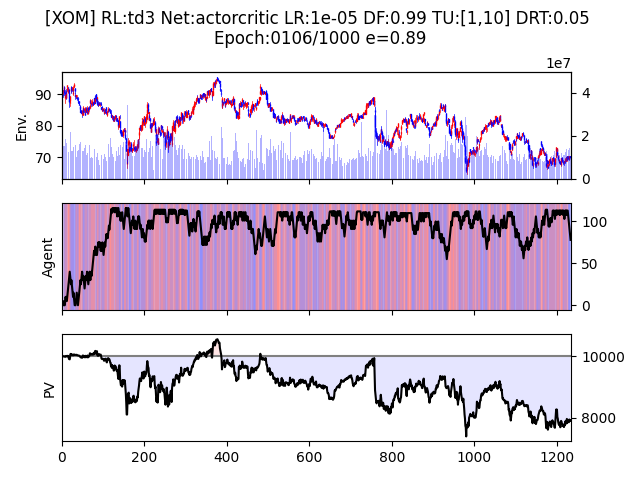 [XOM] RL:td3 Net:actorcritic LR:1e-05 DF:0.99 TU:[1,10] DRT:0.05
Epoch:0106/1000 e=0.89
1e7
Env.
90
80
70
4
2
0
Agent
100
50
0
PV
10000
8000
0 200 400 600 800 1000 1200